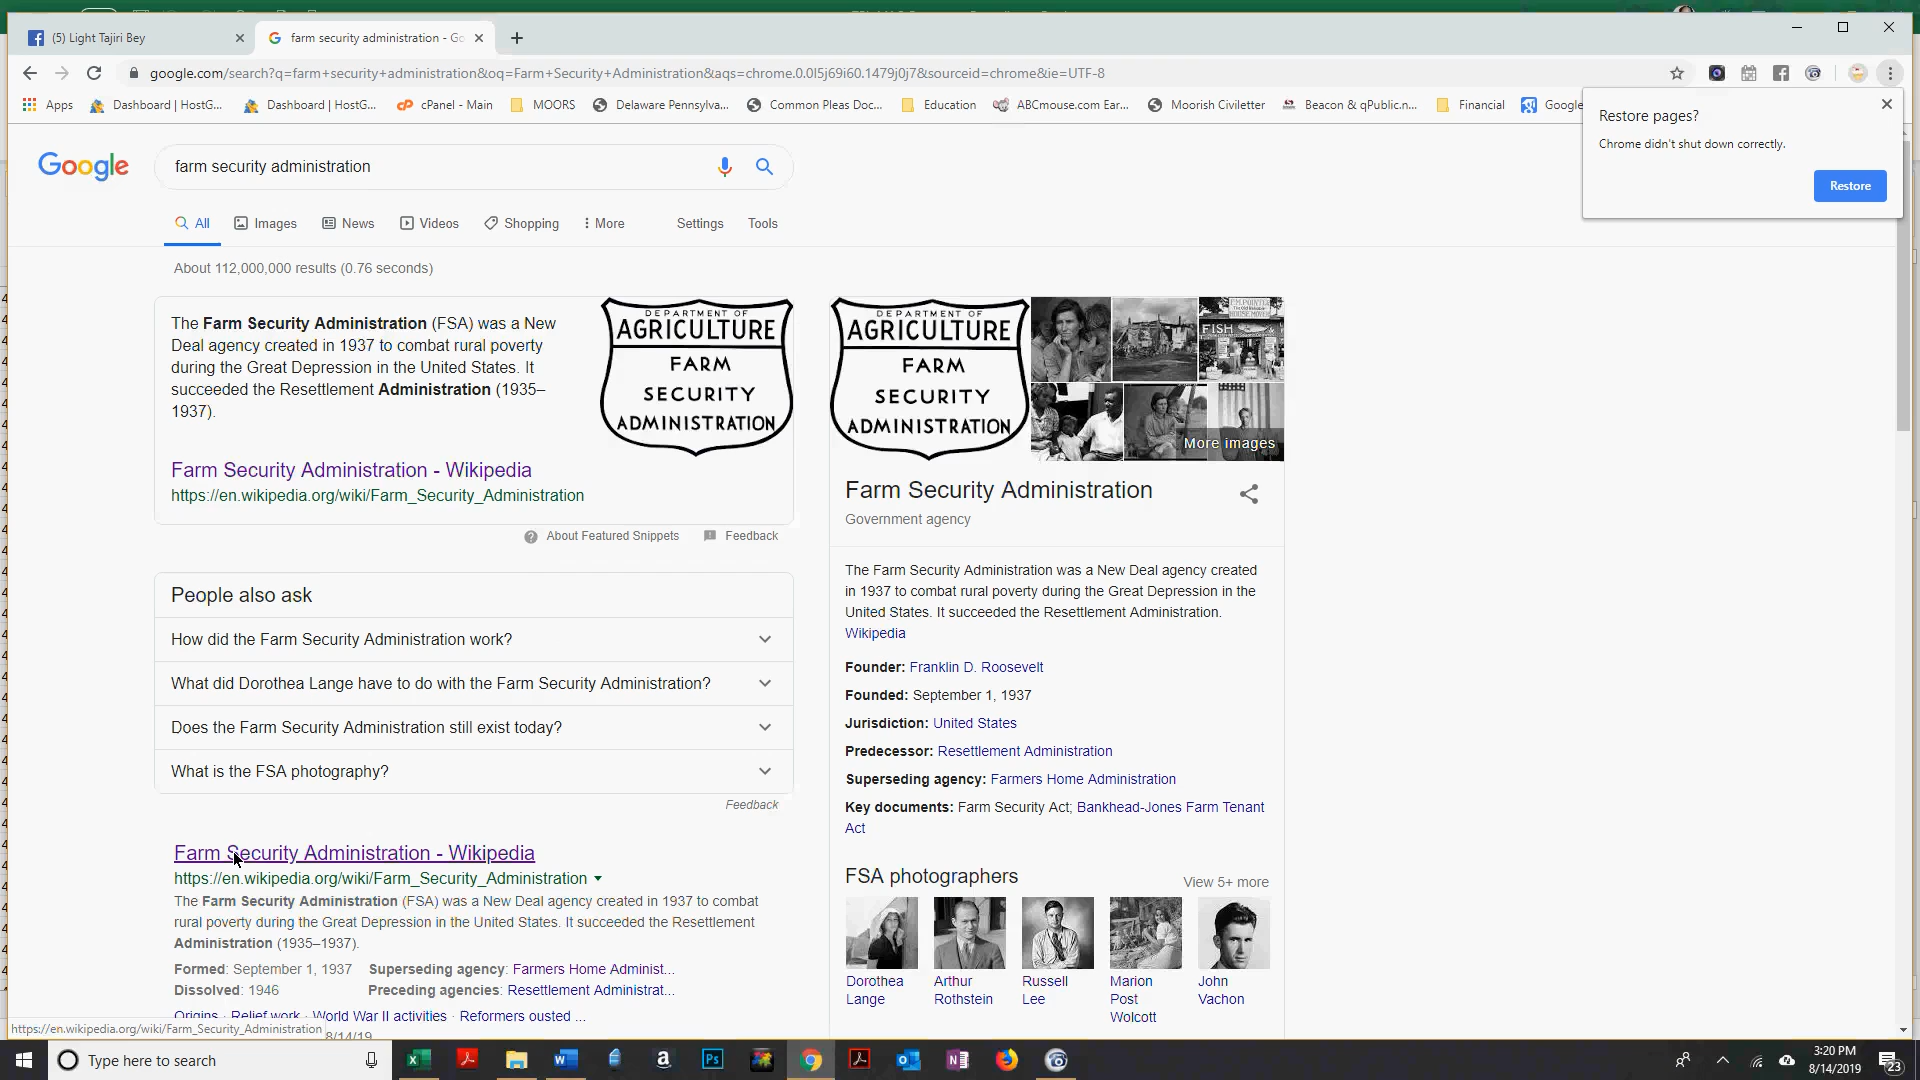 (5) Light Tajiri Bey
farm security administration - Go
google.com/search?q=farm+security+administration&oq=Farm+Security+Administration&aqs=chrome.0.0l5j69i60.1479j0j7&sourceid=chrome&ie=UTF-8
Apps
Dashboard | HostG...
Dashboard | HostG...
cPanel - Main
MOORS
Delaware Pennsylva...
Common Pleas Doc...
Education
ABCmouse.com Ear...
Moorish Civiletter
Beacon & qPublic.n...
Financial
Google
Restore pages?
Chrome didn't shut down correctly.
Restore
Google
farm security administration
All
Images
News
Videos
Shopping
More
Settings
Tools
About 112,000,000 results (0.76 seconds)
The Farm Security Administration (FSA) was a New
Deal agency created in 1937 to combat rural poverty
during the Great Depression in the United States. It
succeeded the Resettlement Administration (1935–
1937).
DEPARTMENT OF
AGRICULTURE
FARM
SECURITY
ADMINISTRATION
Farm Security Administration - Wikipedia
https://en.wikipedia.org/wiki/Farm_Security_Administration
About Featured Snippets
Feedback
People also ask
How did the Farm Security Administration work?
What did Dorothea Lange have to do with the Farm Security Administration?
Does the Farm Security Administration still exist today?
What is the FSA photography?
Feedback
Farm Security Administration - Wikipedia
https://en.wikipedia.org/wiki/Farm_Security_Administration
The Farm Security Administration (FSA) was a New Deal agency created in 1937 to combat
rural poverty during the Great Depression in the United States. It succeeded the Resettlement
Administration (1935–1937).
Formed: September 1, 1937 Superseding agency: Farmers Home Administ...
Dissolved: 1946 Preceding agencies: Resettlement Administrat...
Origins · Relief work · World War II activities · Reformers ousted ...
8/14/19
https://en.wikipedia.org/wiki/Farm_Security_Administration
DEPARTMENT OF
AGRICULTURE
FARM
SECURITY
ADMINISTRATION
FISH
More images
Farm Security Administration
Government agency
The Farm Security Administration was a New Deal agency created
in 1937 to combat rural poverty during the Great Depression in the
United States. It succeeded the Resettlement Administration.
Wikipedia
Founder: Franklin D. Roosevelt
Founded: September 1, 1937
Jurisdiction: United States
Predecessor: Resettlement Administration
Superseding agency: Farmers Home Administration
Key documents: Farm Security Act; Bankhead-Jones Farm Tenant
Act
FSA photographers
View 5+ more
Dorothea
Lange
Arthur
Rothstein
Russell
Lee
Marion
Post
Wolcott
John
Vachon
Type here to search
3:20 PM
8/14/2019
23